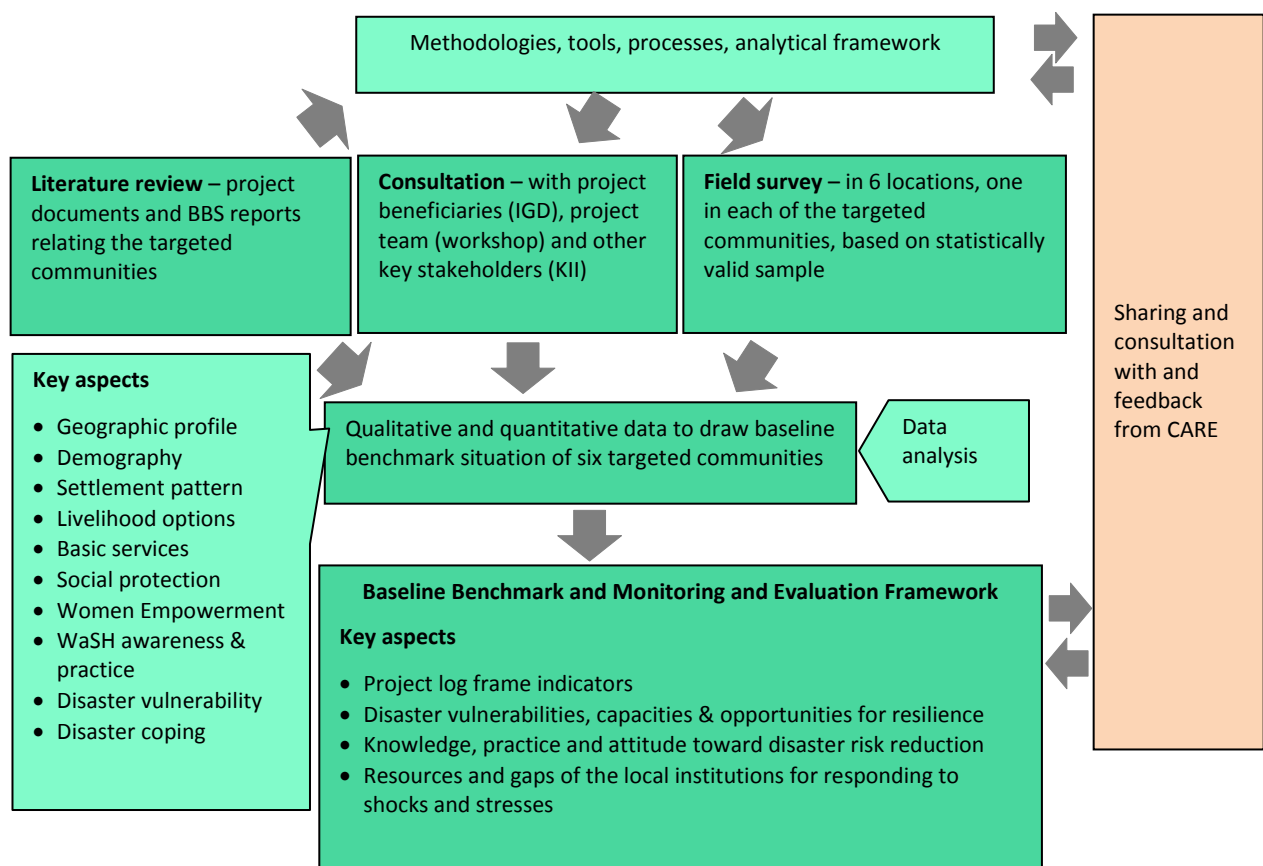 Methodologies, tools, processes, analytical framework
Literature review – project
documents and BBS reports
relating the targeted
communities
Consultation – with project
beneficiaries (IGD), project
team (workshop) and other
key stakeholders (KII)
Field survey – in 6 locations, one
in each of the targeted
communities, based on statistically
valid sample
Sharing and
consultation
with and
feedback
from CARE
Key aspects
• Geographic profile
• Demography
• Settlement pattern
• Livelihood options
• Basic services
• Social protection
• Women Empowerment
• WaSH awareness &
practice
• Disaster vulnerability
• Disaster coping
Qualitative and quantitative data to draw baseline
benchmark situation of six targeted communities
Data
analysis
Baseline Benchmark and Monitoring and Evaluation Framework
Key aspects
• Project log frame indicators
• Disaster vulnerabilities, capacities & opportunities for resilience
• Knowledge, practice and attitude toward disaster risk reduction
• Resources and gaps of the local institutions for responding to
shocks and stresses